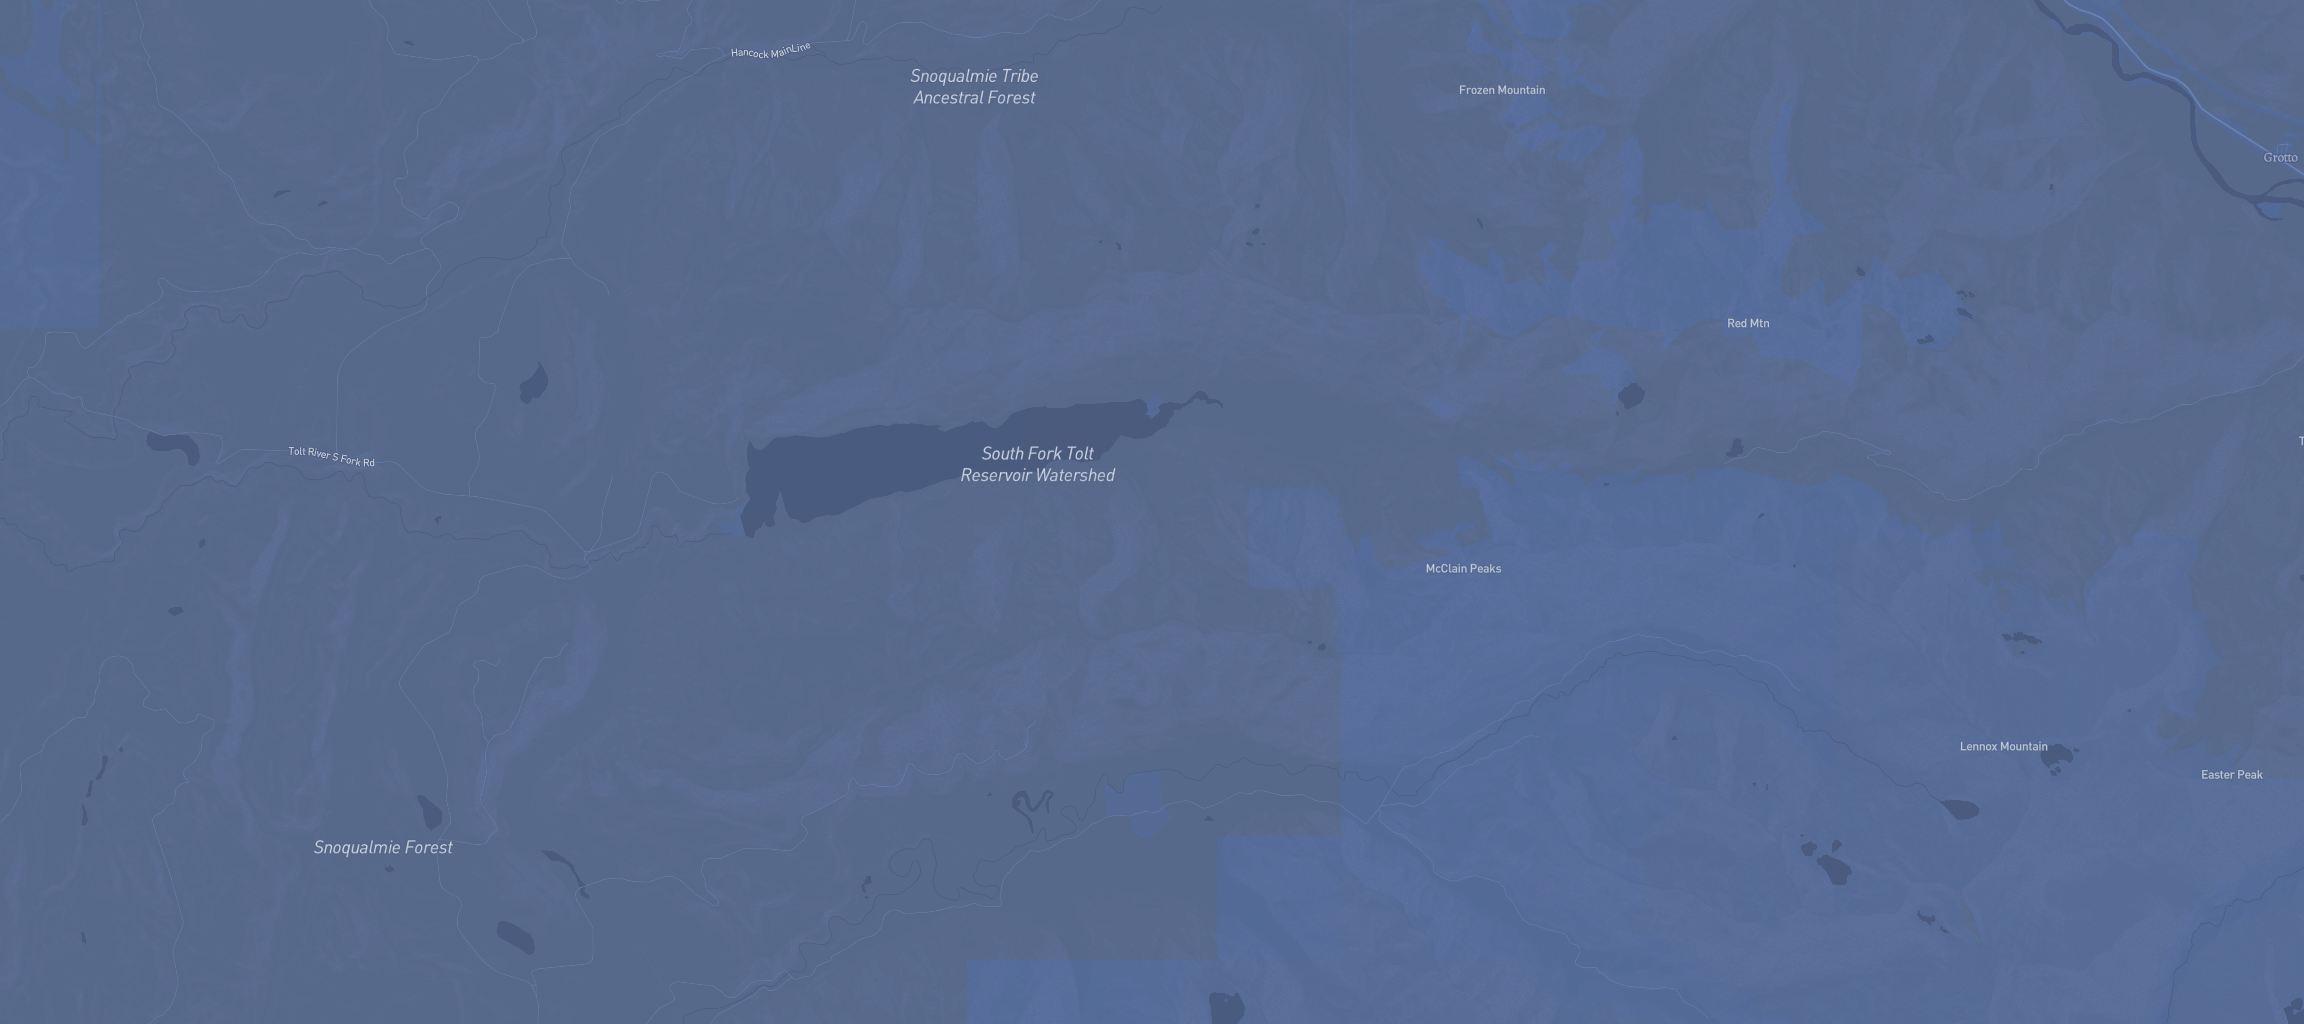 Hancock MainLine
Snoqualmie Tribe
Ancestral Forest
Frozen Mountain
Grotto
Red Mtn
South Fork Tolt
Reservoir Watershed
Tolt River S Fork Rd
McClain Peaks
Lennox Mountain
Easter Peak
Snoqualmie Forest